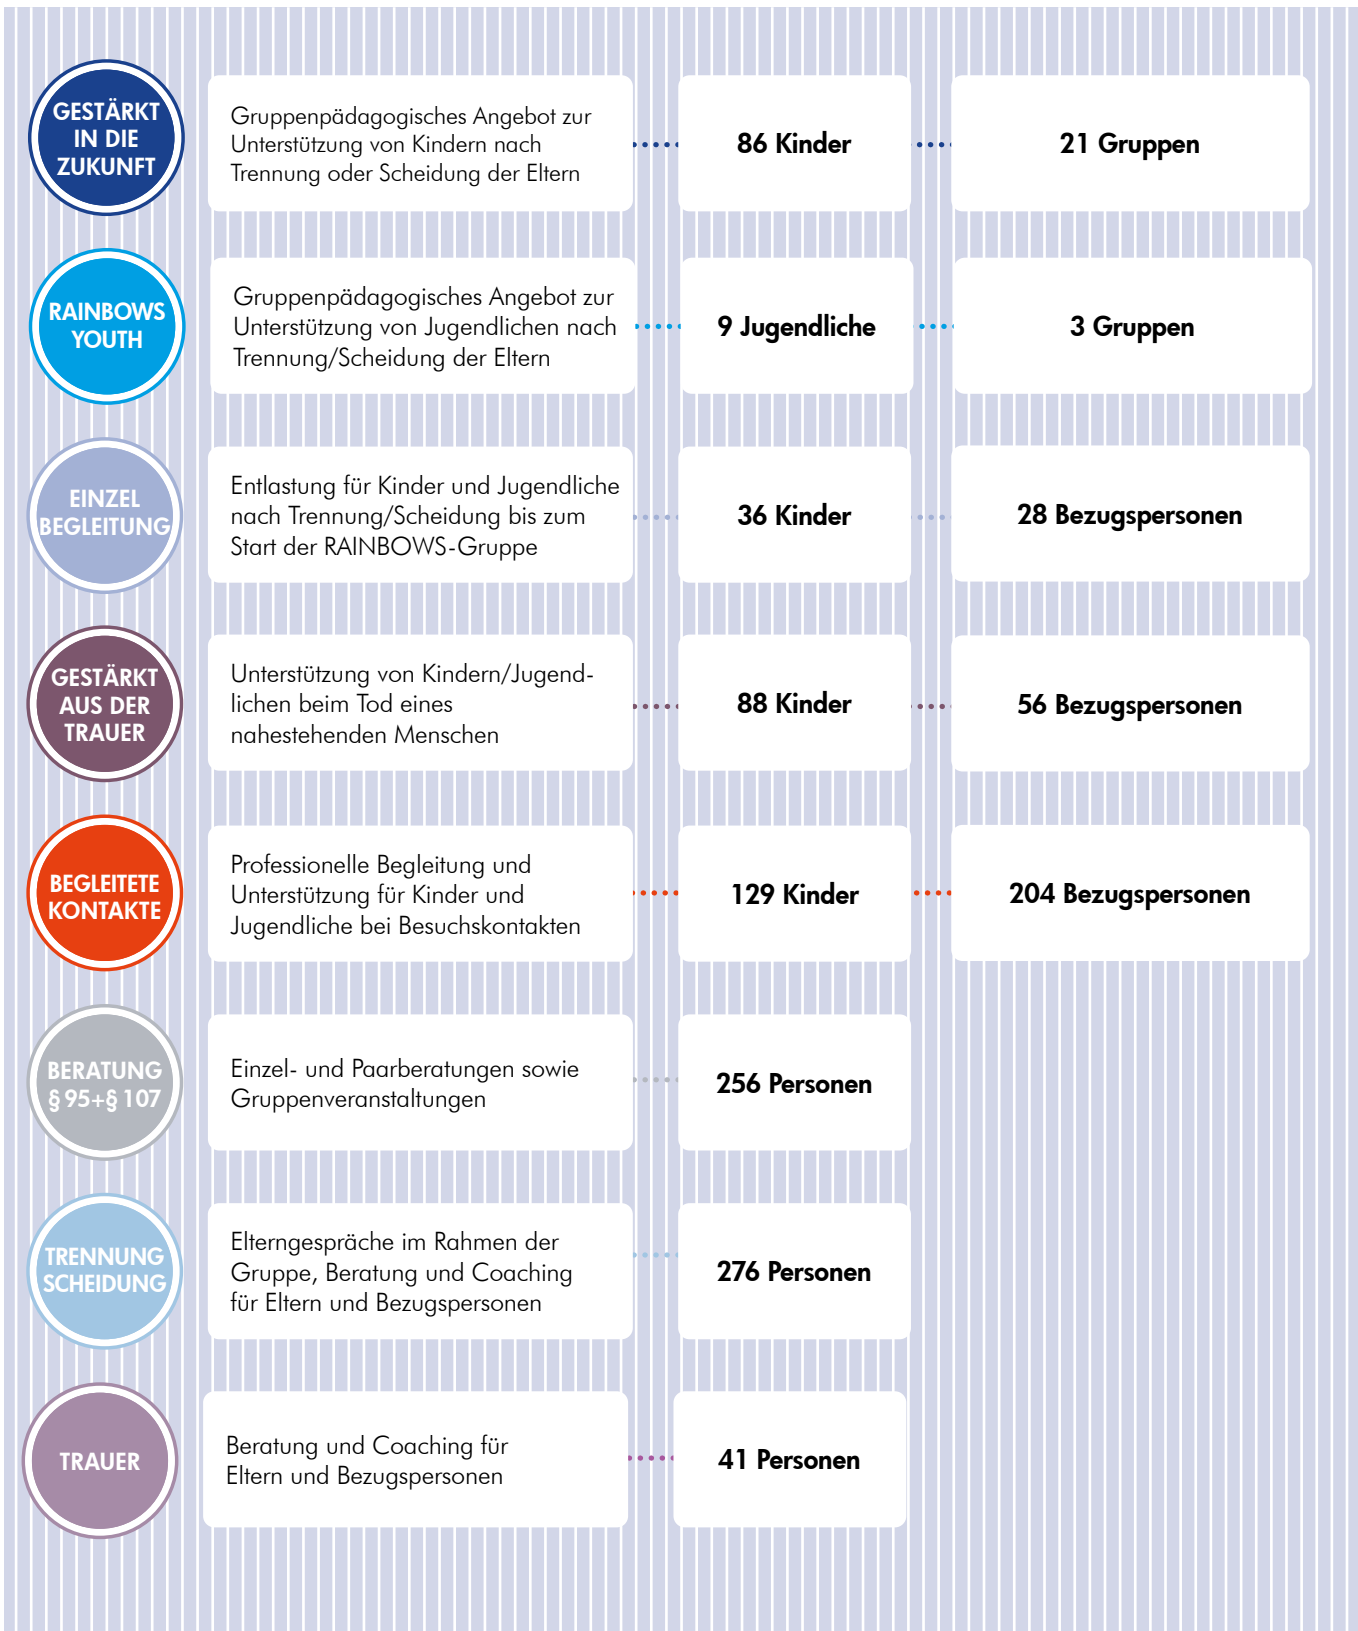 GESTÄRKT
IN DIE
ZUKUNFT
Gruppenpädagogisches Angebot zur
Unterstützung von Kindern nach
Trennung oder Scheidung der Eltern
86 Kinder
21 Gruppen
RAINBOWS
YOUTH
Gruppenpädagogisches Angebot zur
Unterstützung von Jugendlichen nach
Trennung/Scheidung der Eltern
9 Jugendliche
3 Gruppen
EINZEL
BEGLEITUNG
Entlastung für Kinder und Jugendliche
nach Trennung/Scheidung bis zum
Start der RAINBOWS-Gruppe
36 Kinder
28 Bezugspersonen
GESTÄRKT
AUS DER
TRAUER
Unterstützung von Kindern/Jugend-
lichen beim Tod eines
nahestehenden Menschen
88 Kinder
56 Bezugspersonen
BEGLEITETE
KONTAKTE
Professionelle Begleitung und
Unterstützung für Kinder und
Jugendliche bei Besuchskontakten
129 Kinder
204 Bezugspersonen
BERATUNG
§ 95+§ 107
Einzel- und Paarberatungen sowie
Gruppenveranstaltungen
256 Personen
TRENNUNG
SCHEIDUNG
Elterngespräche im Rahmen der
Gruppe, Beratung und Coaching
für Eltern und Bezugspersonen
276 Personen
TRAUER
Beratung und Coaching für
Eltern und Bezugspersonen
41 Personen